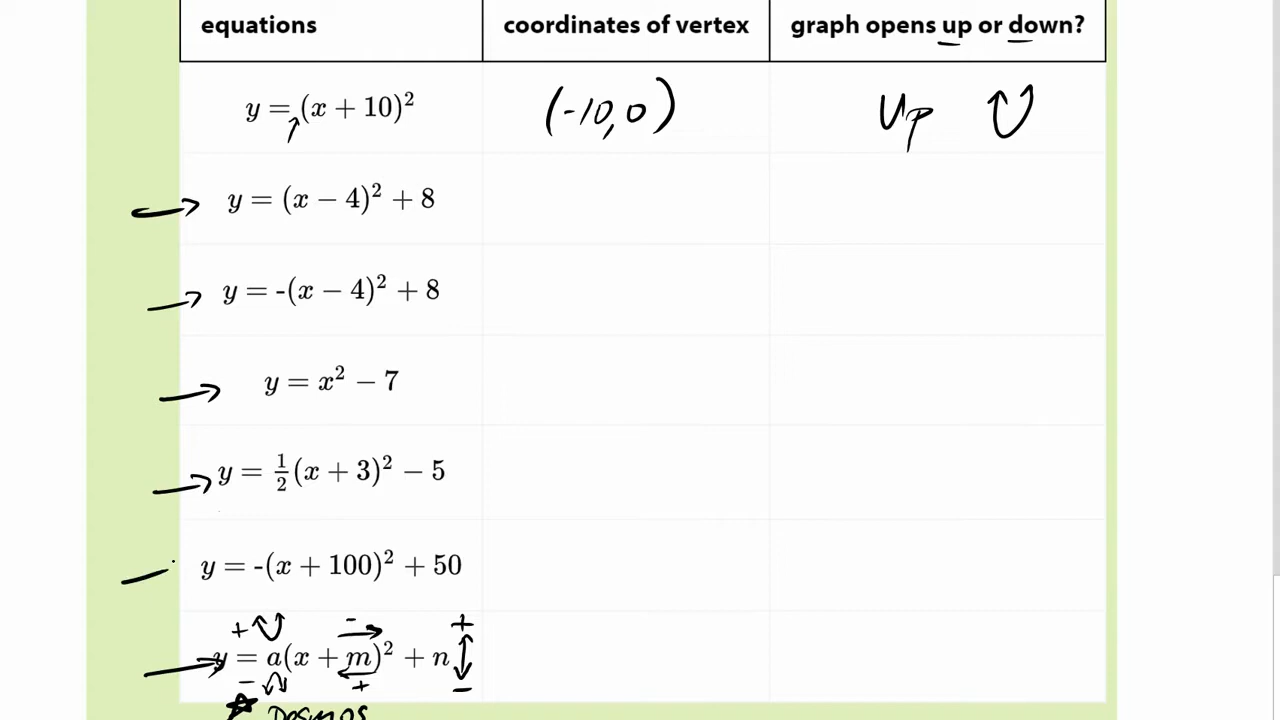 equations coordinates of vertex graph opens up or down?
y = (x + 10)² (-10,0) Up
y = (x − 4)² + 8
y = -(x − 4)² + 8
y = x² − 7
y = ½(x + 3)² − 5
y = -(x + 100)² + 50
+ - +
y = a(x + m)² + n
- + -
Desmos